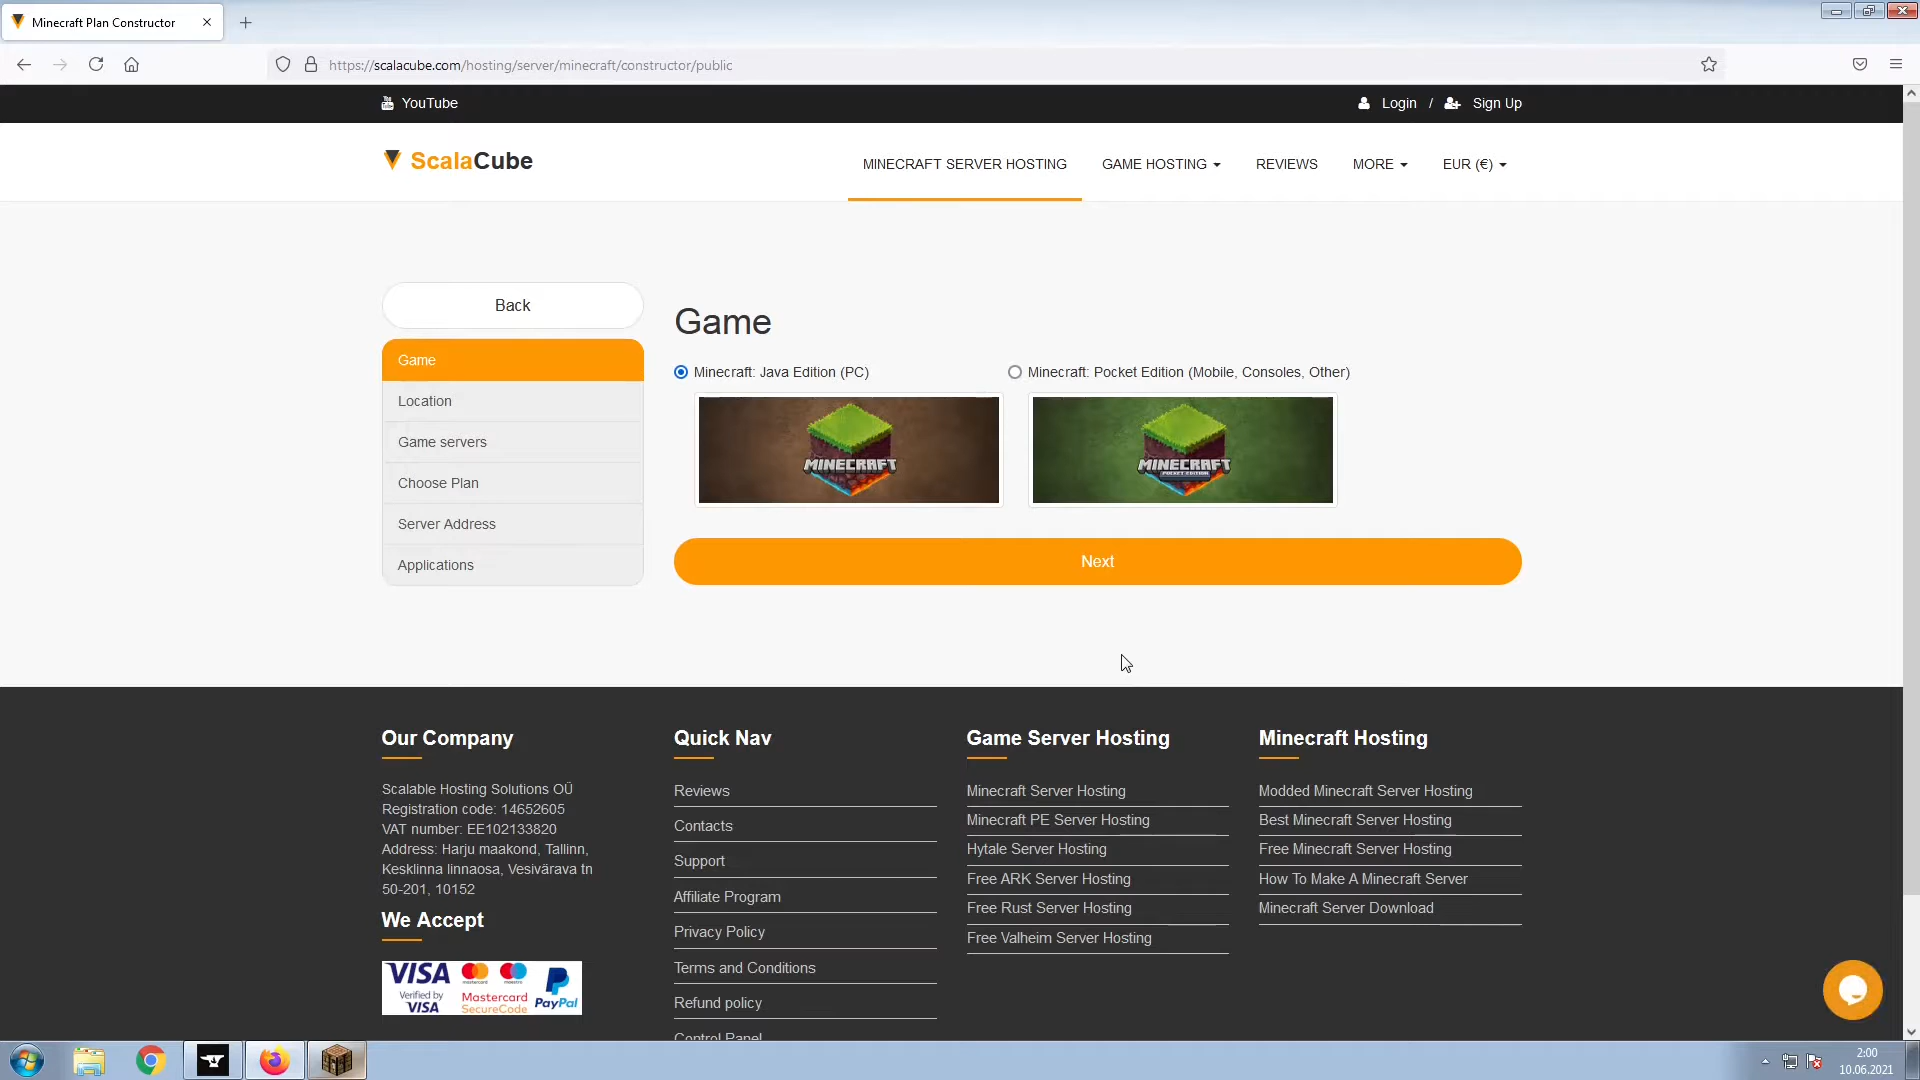 Minecraft Plan Constructor
https://scalacube.com/hosting/server/minecraft/constructor/public
YouTube
Login / Sign Up
ScalaCube
MINECRAFT SERVER HOSTING
GAME HOSTING
REVIEWS
MORE
EUR (€)
Back
Game
Location
Game servers
Choose Plan
Server Address
Applications
Game
Minecraft: Java Edition (PC)
Minecraft: Pocket Edition (Mobile, Consoles, Other)
MINECRAFT
MINECRAFT
POCKET EDITION
Next
Our Company
Scalable Hosting Solutions OÜ
Registration code: 14652605
VAT number: EE102133820
Address: Harju maakond, Tallinn,
Kesklinna linnaosa, Vesivärava tn
50-201, 10152
We Accept
VISA
Verified by
VISA
mastercard
maestro
Mastercard
SecureCode
PayPal
Quick Nav
Reviews
Contacts
Support
Affiliate Program
Privacy Policy
Terms and Conditions
Refund policy
Control Panel
Game Server Hosting
Minecraft Server Hosting
Minecraft PE Server Hosting
Hytale Server Hosting
Free ARK Server Hosting
Free Rust Server Hosting
Free Valheim Server Hosting
Minecraft Hosting
Modded Minecraft Server Hosting
Best Minecraft Server Hosting
Free Minecraft Server Hosting
How To Make A Minecraft Server
Minecraft Server Download
2:00
10.06.2021